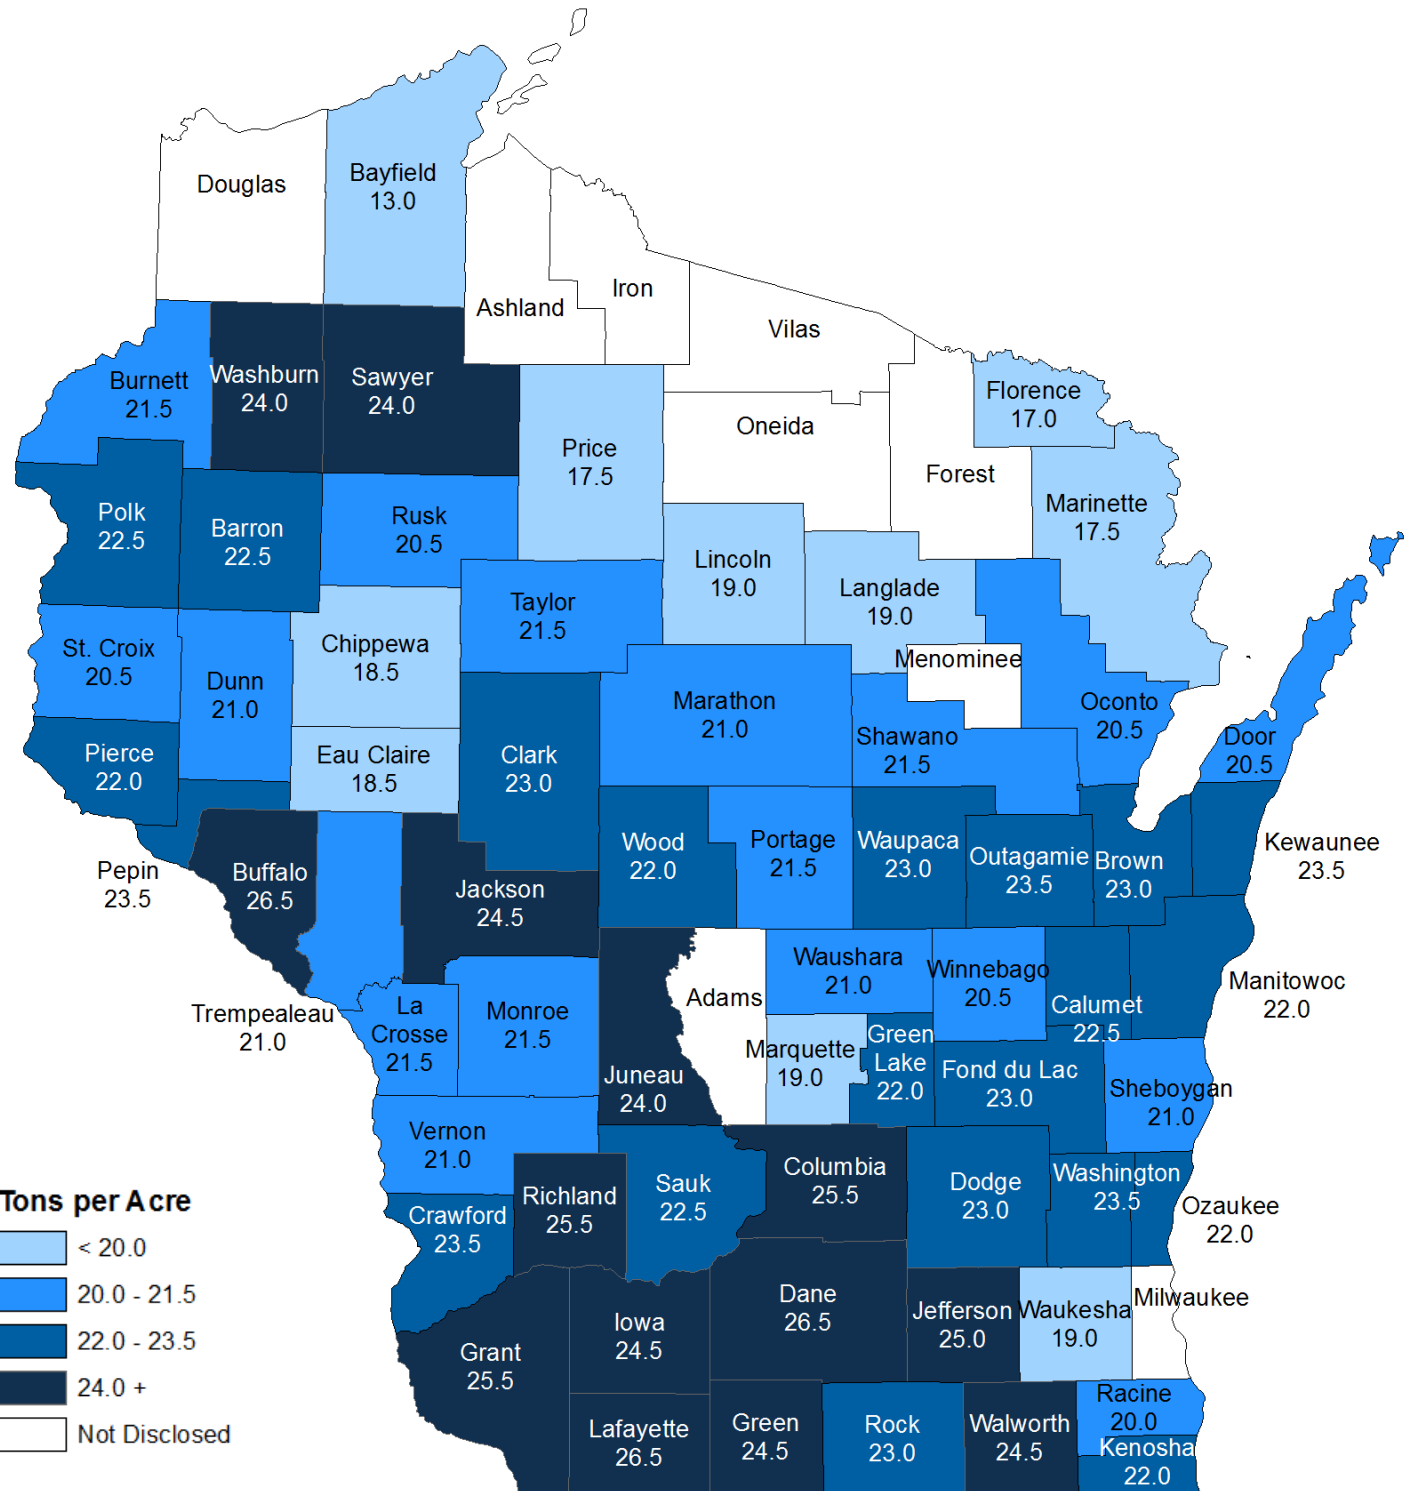 Bayfield
13.0
Douglas
Ashland
Iron
Vilas
Burnett
21.5
Washburn
24.0
Sawyer
24.0
Florence
17.0
Oneida
Price
17.5
Forest
Marinette
17.5
Polk
22.5
Barron
22.5
Rusk
20.5
Lincoln
19.0
Langlade
19.0
Taylor
21.5
St. Croix
20.5
Chippewa
18.5
Menominee
Dunn
21.0
Marathon
21.0
Oconto
20.5
Pierce
22.0
Eau Claire
18.5
Clark
23.0
Shawano
21.5
Door
20.5
Wood
22.0
Portage
21.5
Waupaca
23.0
Outagamie
23.5
Brown
23.0
Kewaunee
23.5
Pepin
23.5
Buffalo
26.5
Jackson
24.5
Waushara
21.0
Winnebago
20.5
Manitowoc
22.0
Adams
Calumet
22.5
Trempealeau
21.0
La
Crosse
21.5
Monroe
21.5
Juneau
24.0
Marquette
19.0
Green
Lake
22.0
Fond du Lac
23.0
Sheboygan
21.0
Vernon
21.0
Richland
25.5
Sauk
22.5
Columbia
25.5
Dodge
23.0
Washington
23.5
Ozaukee
22.0
Crawford
23.5
Dane
26.5
Jefferson
25.0
Waukesha
19.0
Milwaukee
Iowa
24.5
Grant
25.5
Lafayette
26.5
Green
24.5
Rock
23.0
Walworth
24.5
Racine
20.0
Kenosha
22.0
Tons per Acre
< 20.0
20.0 - 21.5
22.0 - 23.5
24.0 +
Not Disclosed